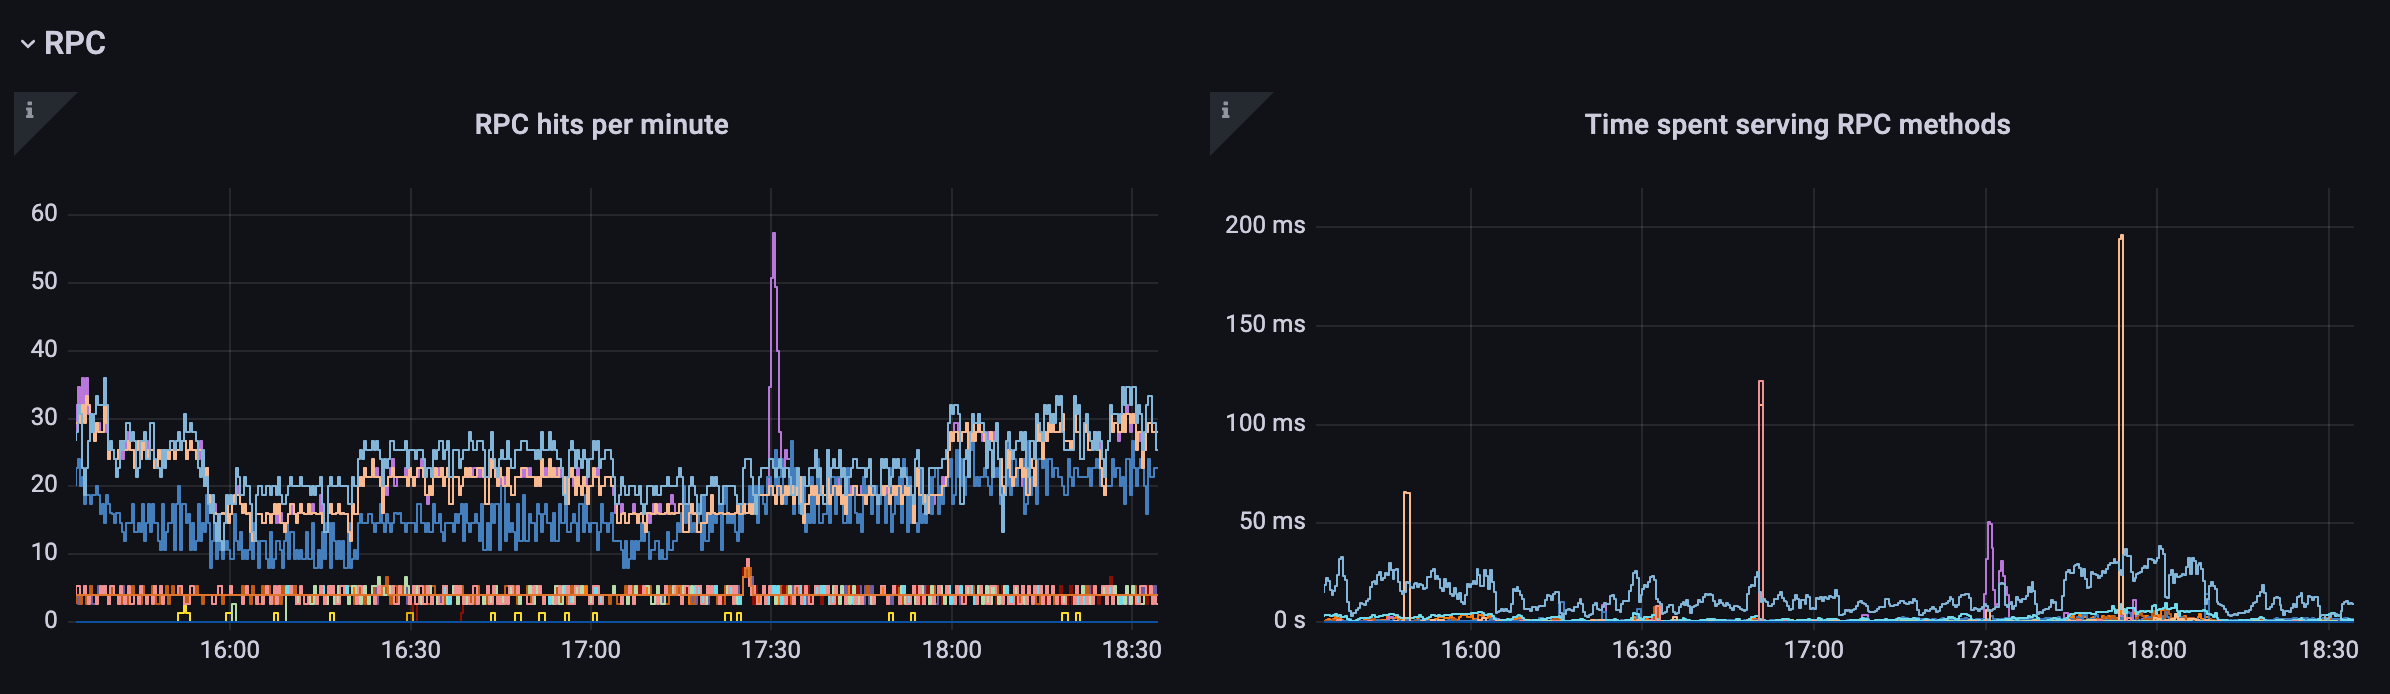 RPC
i
RPC hits per minute
60
50
40
30
20
10
0
16:00 16:30 17:00 17:30 18:00 18:30
i
Time spent serving RPC methods
200 ms
150 ms
100 ms
50 ms
0 s
16:00 16:30 17:00 17:30 18:00 18:30